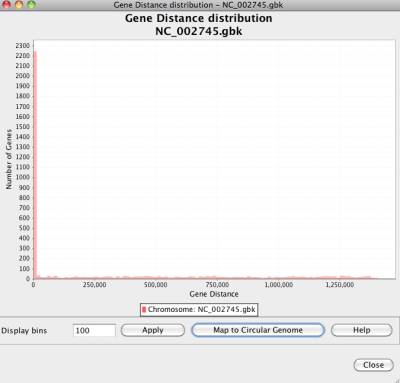 Gene Distance distribution - NC_002745.gbk
Gene Distance distribution
NC_002745.gbk
2300
2200
2100
2000
1900
1800
1700
1600
1500
1400
1300
1200
1100
1000
900
800
700
600
500
400
300
200
100
0
Number of Genes
0 250,000 500,000 750,000 1,000,000 1,250,000
Gene Distance
Chromosome: NC_002745.gbk
Display bins 100 Apply Map to Circular Genome Help
Close